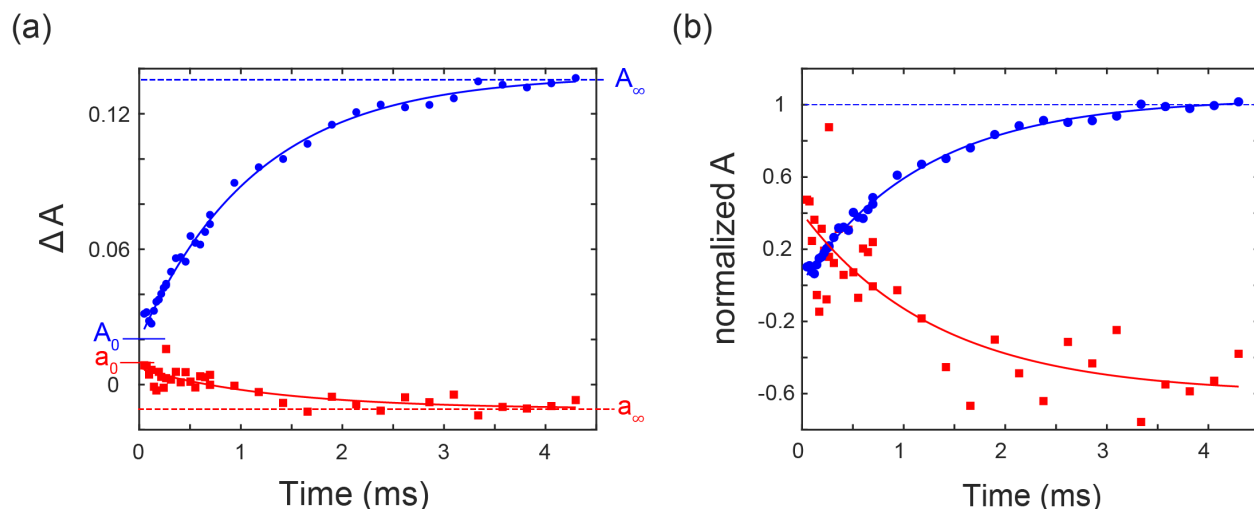 (a)
(b)
ΔA
0.12
0.06
0
A∞
A₀
a₀
a∞
0
1
2
3
4
Time (ms)
normalized A
1
0.6
0.2
-0.2
-0.6
0
1
2
3
4
Time (ms)